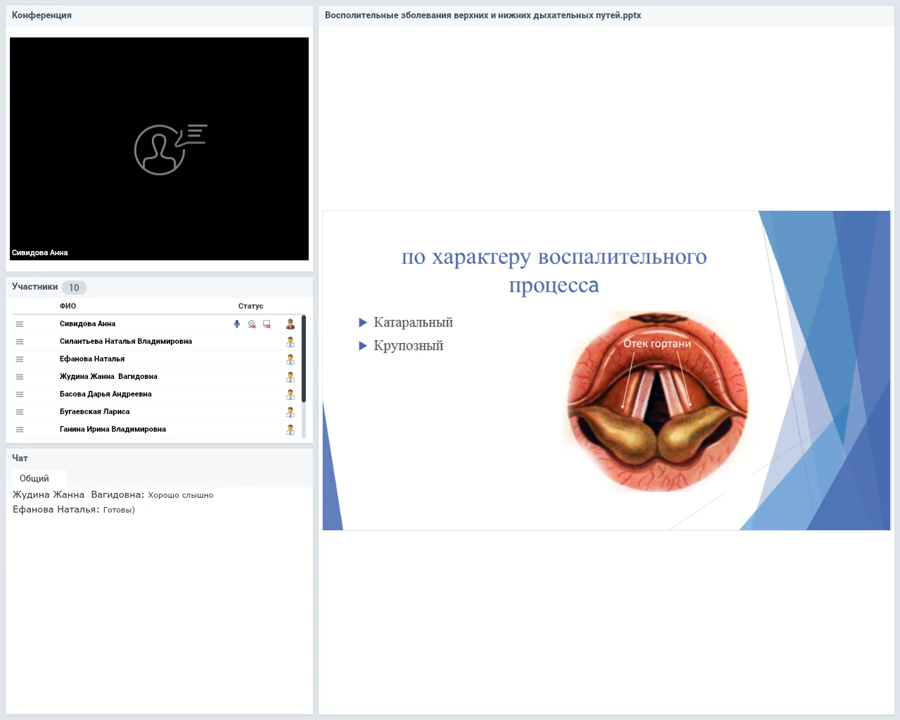 Конференция
Сивидова Анна
Участники 10
ФИО Статус
Сивидова Анна
Силантьева Наталья Владимировна
Ефанова Наталья
Жудина Жанна Вагидовна
Басова Дарья Андреевна
Бугаевская Лариса
Ганина Ирина Владимировна
Чат
Общий
Жудина Жанна Вагидовна: Хорошо слышно
Ефанова Наталья: Готовы)
Восполительные эболевания верхних и нижних дыхательных путей.pptx
по характеру воспалительного
процесса
Катаральный
Крупозный
Отек гортани